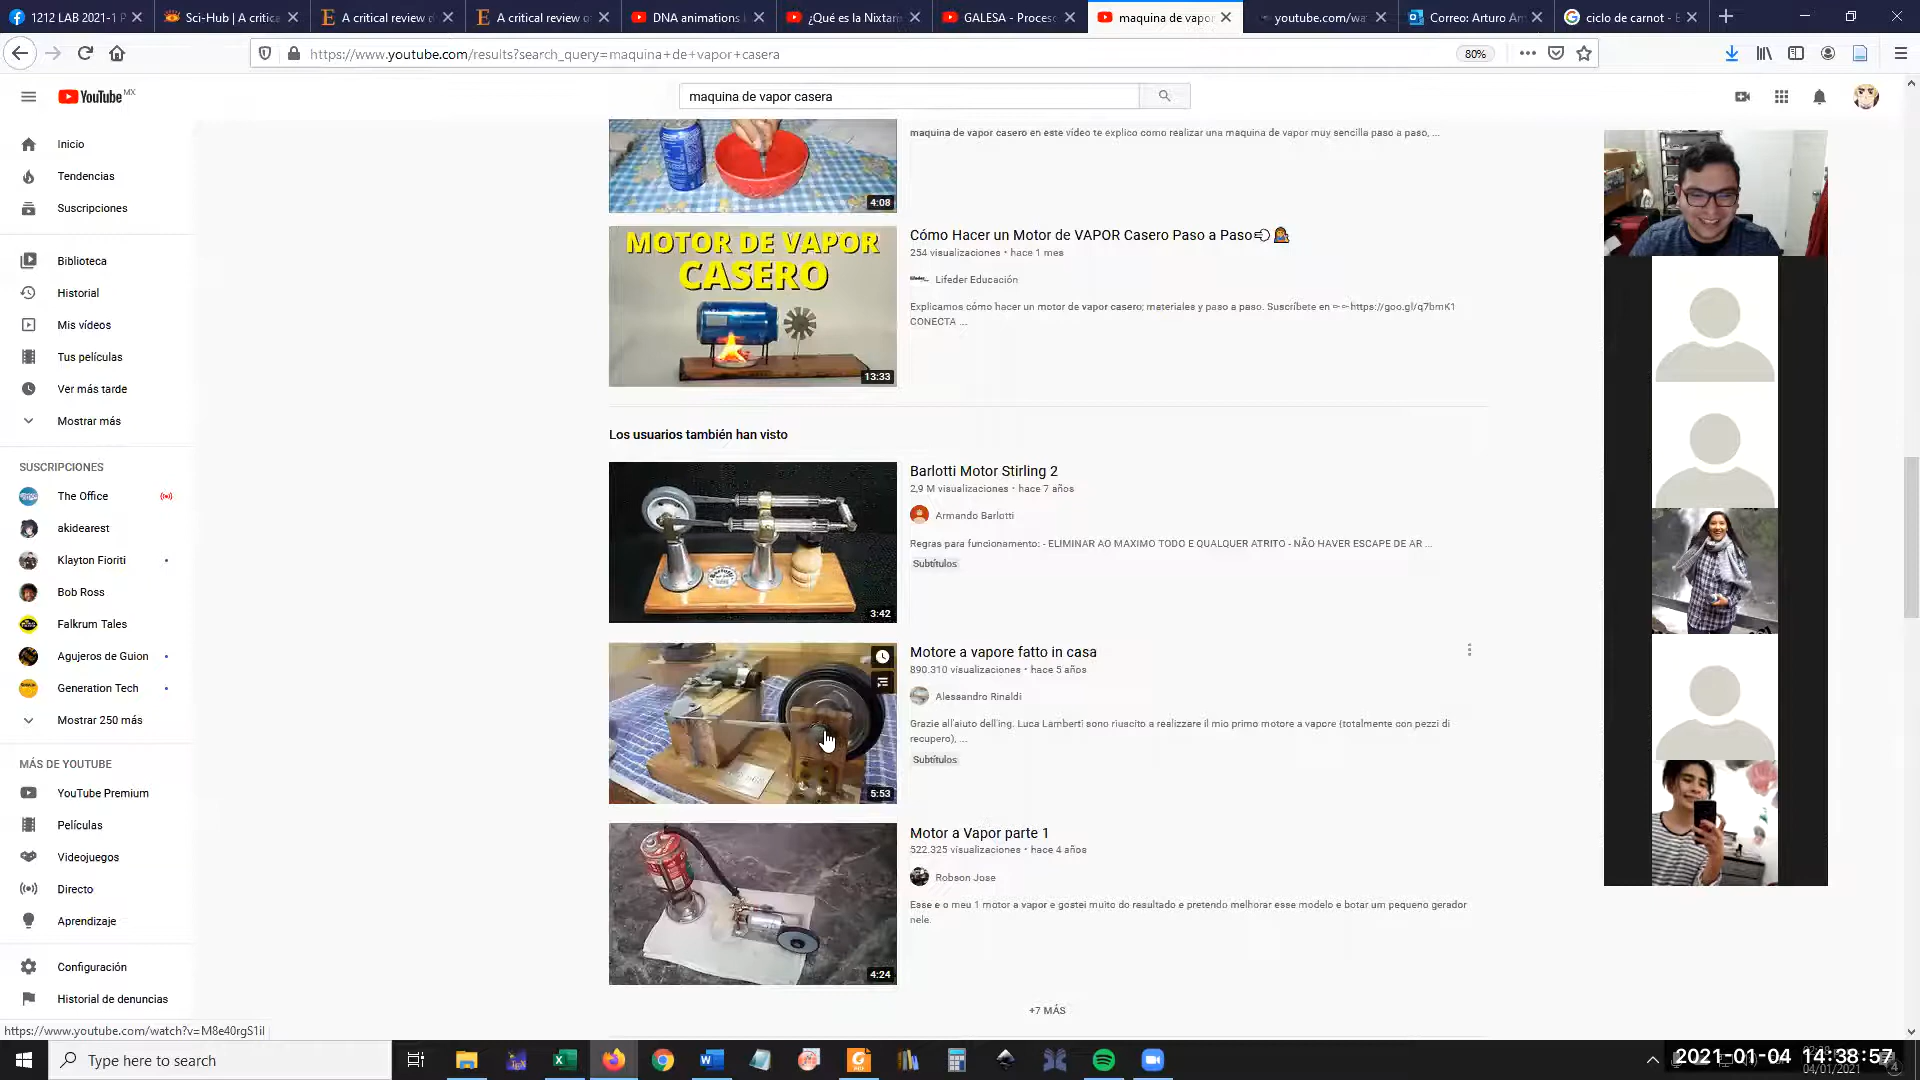 1212 LAB 2021-1 P
Sci-Hub | A critica
A critical review o
A critical review o
DNA animations
¿Qué es la Nixtam
GALESA - Proceso
maquina de vapor
youtube.com/wa
Correo: Arturo An
ciclo de carnot - B
https://www.youtube.com/results?search_query=maquina+de+vapor+casera
80%
YouTube MX
maquina de vapor casera
Inicio
Tendencias
Suscripciones
Biblioteca
Historial
Mis vídeos
Tus películas
Ver más tarde
Mostrar más
SUSCRIPCIONES
The Office
akidearest
Klayton Fioriti
Bob Ross
Falkrum Tales
Agujeros de Guion
Generation Tech
Mostrar 250 más
MÁS DE YOUTUBE
YouTube Premium
Películas
Videojuegos
Directo
Aprendizaje
Configuración
Historial de denuncias
maquina de vapor casero en este vídeo te explico como realizar una maquina de vapor muy sencilla paso a paso, ...
4:08
MOTOR DE VAPOR
CASERO
13:33
Cómo Hacer un Motor de VAPOR Casero Paso a Paso
254 visualizaciones • hace 1 mes
Lifeder Educación
Explicamos cómo hacer un motor de vapor casero; materiales y paso a paso. Suscríbete en ➳➳https://goo.gl/q7bmK1
CONECTA ...
Los usuarios también han visto
3:42
Barlotti Motor Stirling 2
2,9 M visualizaciones • hace 7 años
Armando Barlotti
Regras para funcionamento: - ELIMINAR AO MAXIMO TODO E QUALQUER ATRITO - NÃO HAVER ESCAPE DE AR ...
Subtítulos
5:53
Motore a vapore fatto in casa
890.310 visualizaciones • hace 5 años
Alessandro Rinaldi
Grazie all'aiuto dell'ing. Luca Lamberti sono riuscito a realizzare il mio primo motore a vapore (totalmente con pezzi di
recupero), ...
Subtítulos
4:24
Motor a Vapor parte 1
522.325 visualizaciones • hace 4 años
Robson Jose
Esse e o meu 1 motor a vapor e gostei muito do resultado e pretendo melhorar esse modelo e botar um pequeno gerador
nele.
+7 MÁS
https://www.youtube.com/watch?v=M8e40rgS1iI
Type here to search
2021-01-04 14:38:57
04/01/2021